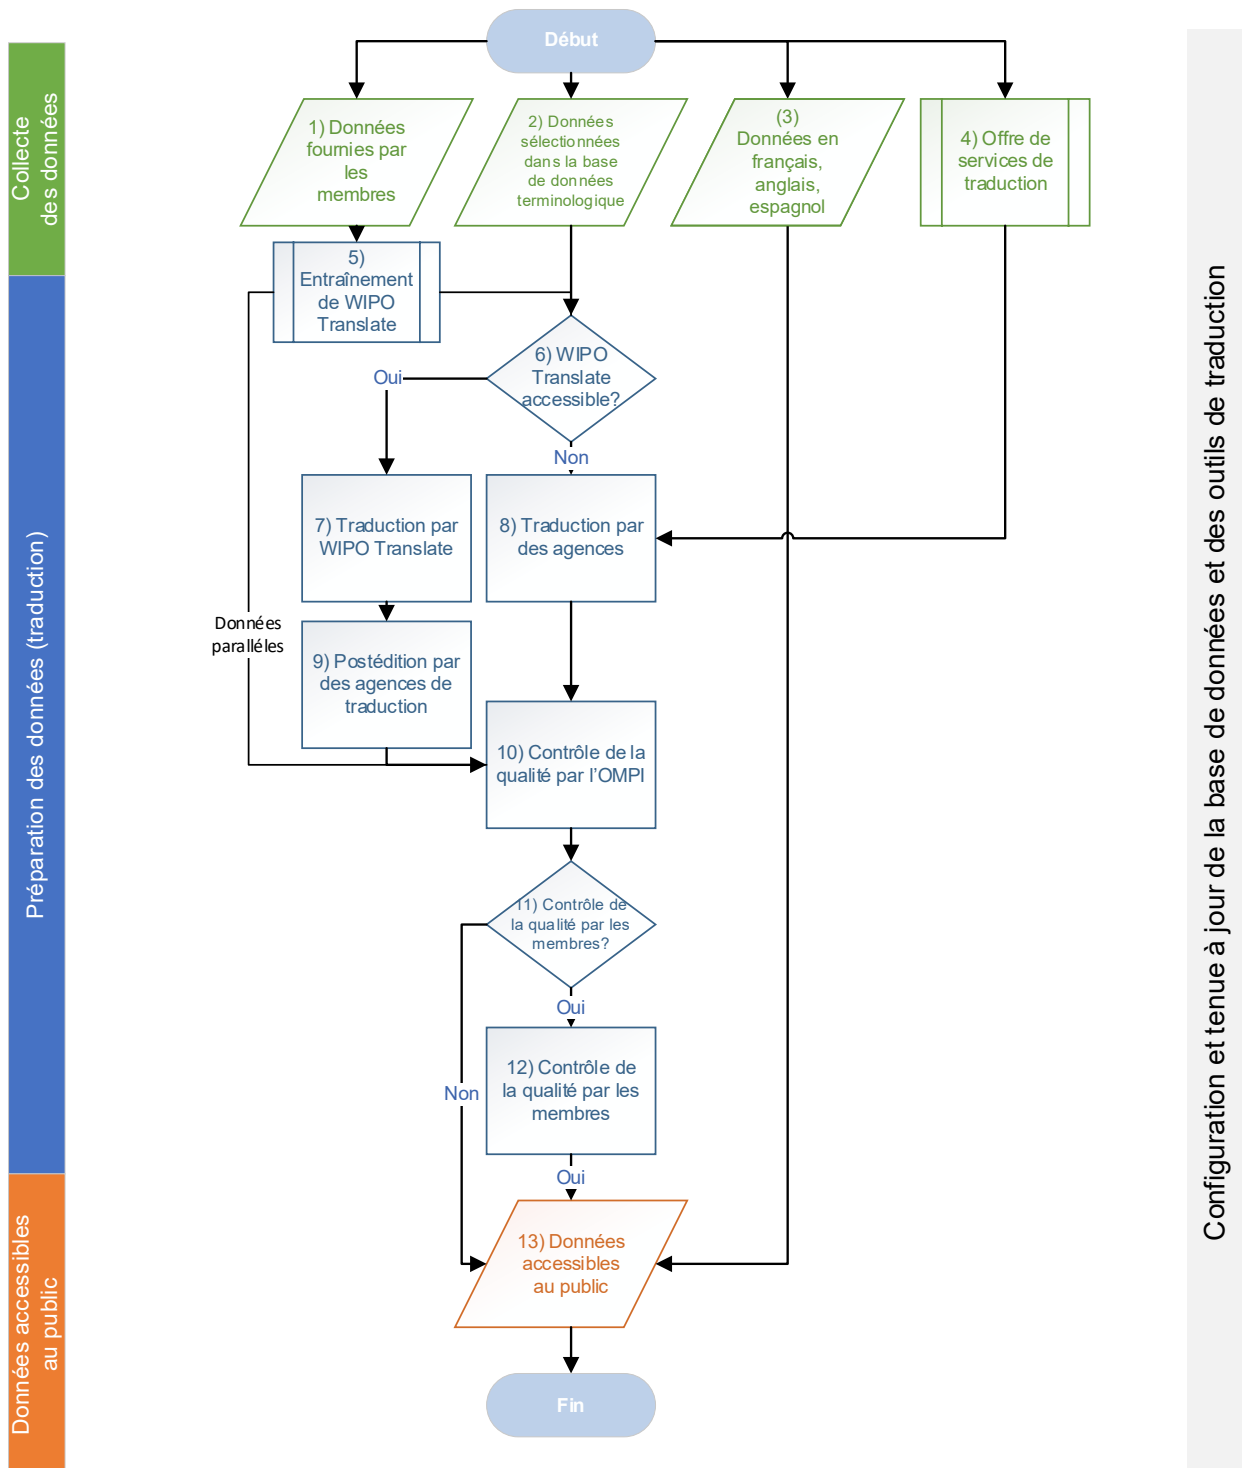 Début
Collecte
des données
1) Données
fournies par
les
membres
2) Données
sélectionnées
dans la base
de données
terminologique
(3)
Données en
français,
anglais,
espagnol
4) Offre de
services de
traduction
5)
Entraînement
de WIPO
Translate
6) WIPO
Translate
accessible?
Oui
Non
Préparation des données (traduction)
7) Traduction par
WIPO Translate
8) Traduction par
des agences
Données
paralléles
9) Postédition par
des agences de
traduction
10) Contrôle de la
qualité par l’OMPI
11) Contrôle de
la qualité par les
membres?
Oui
Non
12) Contrôle de
la qualité par les
membres
Oui
Données accessibles
au public
13) Données
accessibles
au public
Fin
Configuration et tenue à jour de la base de données et des outils de traduction